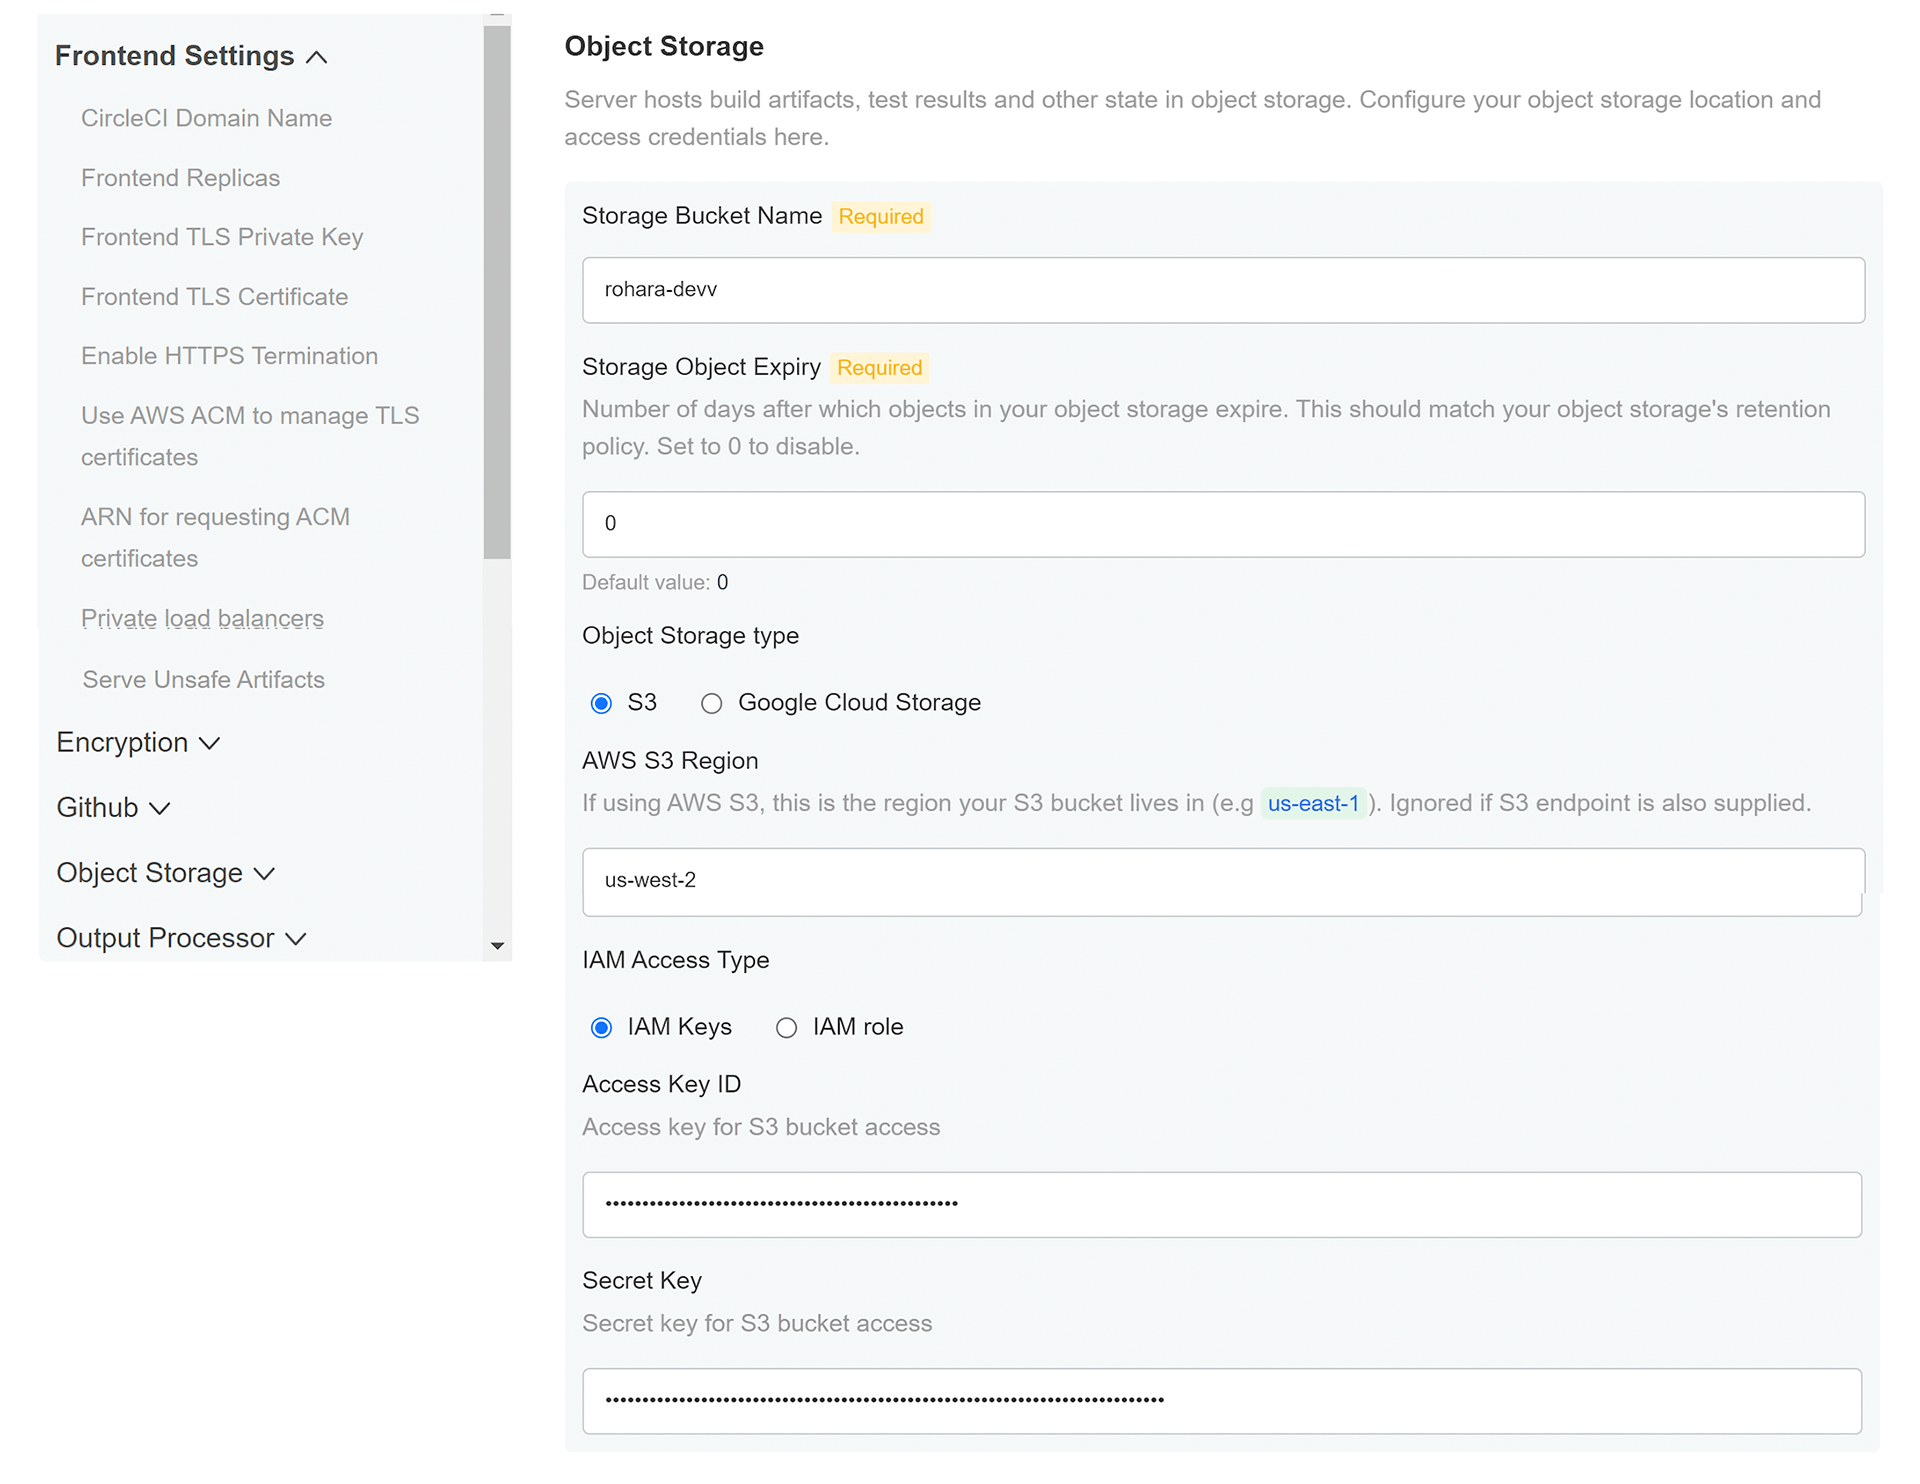 Frontend Settings
CircleCI Domain Name
Frontend Replicas
Frontend TLS Private Key
Frontend TLS Certificate
Enable HTTPS Termination
Use AWS ACM to manage TLS
certificates
ARN for requesting ACM
certificates
Private load balancers
Serve Unsafe Artifacts
Encryption
Github
Object Storage
Output Processor
Object Storage
Server hosts build artifacts, test results and other state in object storage. Configure your object storage location and
access credentials here.
Storage Bucket Name Required
rohara-devv
Storage Object Expiry Required
Number of days after which objects in your object storage expire. This should match your object storage's retention
policy. Set to 0 to disable.
0
Default value: 0
Object Storage type
S3 Google Cloud Storage
AWS S3 Region
If using AWS S3, this is the region your S3 bucket lives in (e.g us-east-1 ). Ignored if S3 endpoint is also supplied.
us-west-2
IAM Access Type
IAM Keys IAM role
Access Key ID
Access key for S3 bucket access
Secret Key
Secret key for S3 bucket access